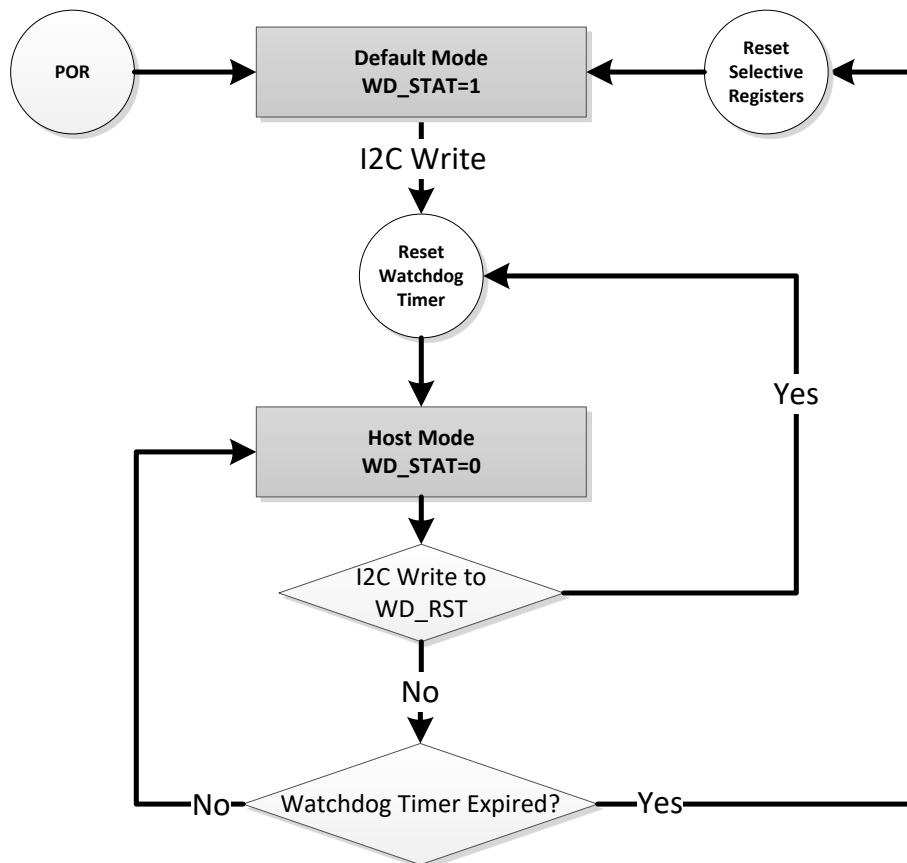 POR
Default Mode
WD_STAT=1
Reset
Selective
Registers
I2C Write
Reset
Watchdog
Timer
Yes
Host Mode
WD_STAT=0
I2C Write to
WD_RST
No
No
Watchdog Timer Expired?
Yes